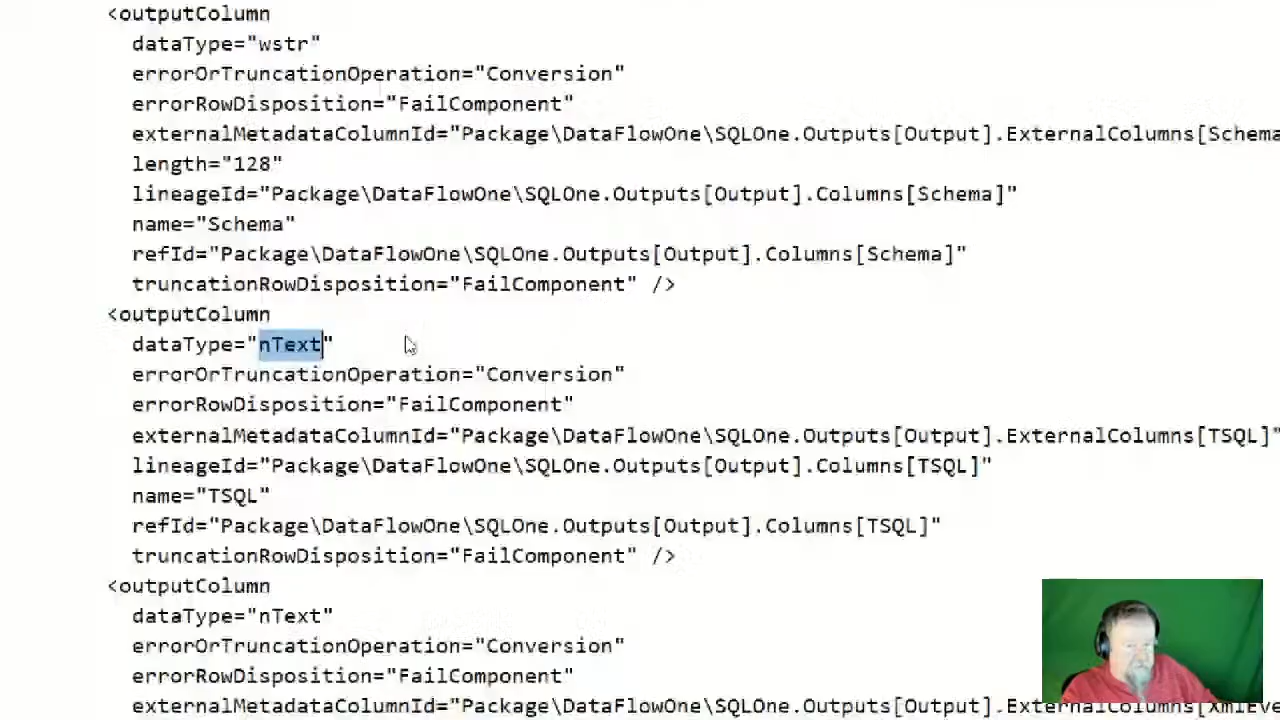 <outputColumn
dataType="wstr"
errorOrTruncationOperation="Conversion"
errorRowDisposition="FailComponent"
externalMetadataColumnId="Package\DataFlowOne\SQLOne.Outputs[Output].ExternalColumns[Schema
length="128"
lineageId="Package\DataFlowOne\SQLOne.Outputs[Output].Columns[Schema]"
name="Schema"
refId="Package\DataFlowOne\SQLOne.Outputs[Output].Columns[Schema]"
truncationRowDisposition="FailComponent" />
<outputColumn
dataType="nText"
errorOrTruncationOperation="Conversion"
errorRowDisposition="FailComponent"
externalMetadataColumnId="Package\DataFlowOne\SQLOne.Outputs[Output].ExternalColumns[TSQL]"
lineageId="Package\DataFlowOne\SQLOne.Outputs[Output].Columns[TSQL]"
name="TSQL"
refId="Package\DataFlowOne\SQLOne.Outputs[Output].Columns[TSQL]"
truncationRowDisposition="FailComponent" />
<outputColumn
dataType="nText"
errorOrTruncationOperation="Conversion"
errorRowDisposition="FailComponent"
externalMetadataColumnId="Package\DataFlowOne\SQLOne.Outputs[Output].ExternalColumns[XmlEve